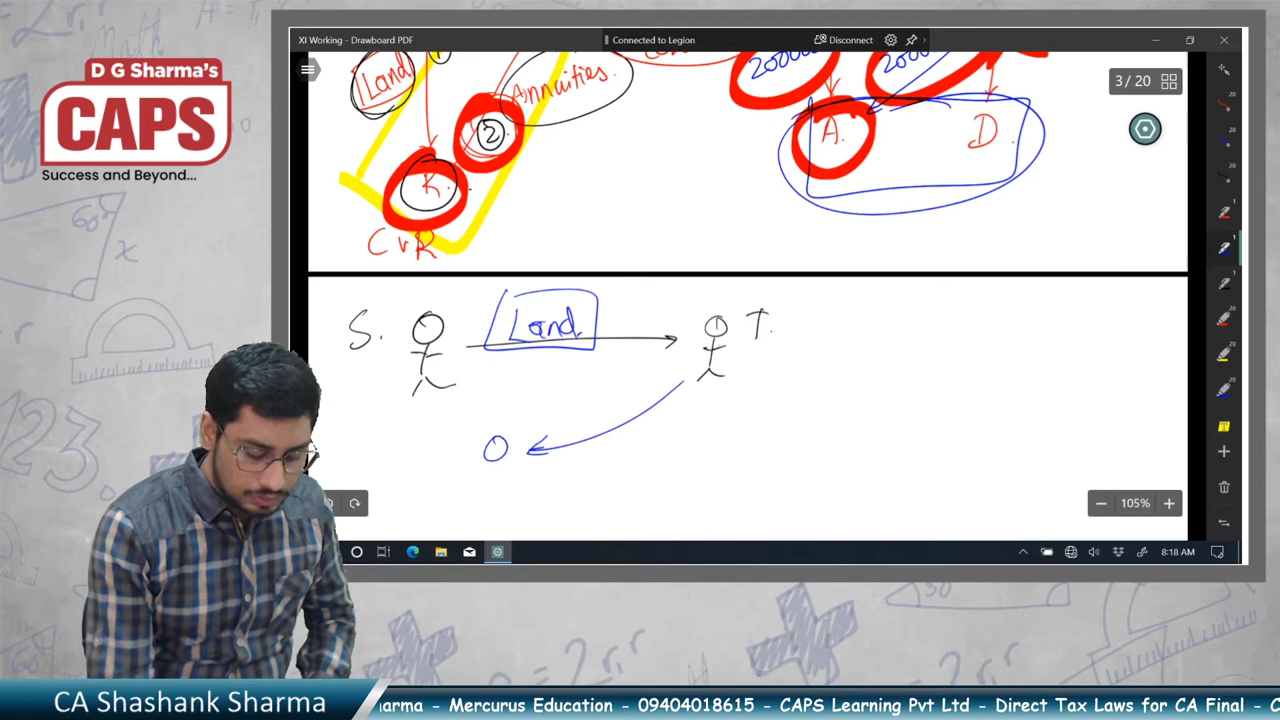 D G Sharma's
CAPS
Success and Beyond...
XI Working - Drawboard PDF
Connected to Legion
Disconnect
3 / 20
Land
1
Annuities.
2
R.
C v R
200000
A.
D.
S.
Land.
T.
105%
8:18 AM
CA Shashank Sharma
arma - Mercurus Education - 09404018615 - CAPS Learning Pvt Ltd - Direct Tax Laws for CA Final - C